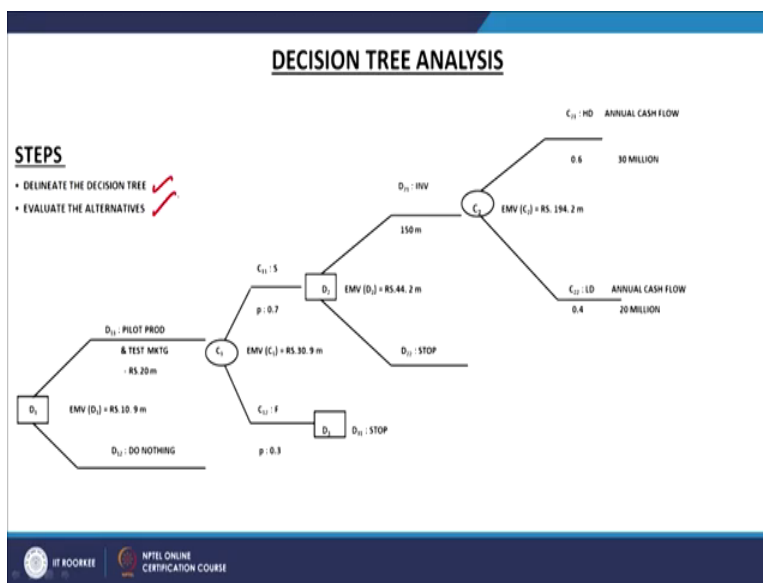 DECISION TREE ANALYSIS
STEPS
• DELINEATE THE DECISION TREE
• EVALUATE THE ALTERNATIVES
D₁
EMV (D₁) = RS.10. 9 m
D₁₁ : PILOT PROD
& TEST MKTG
- RS.20 m
D₁₂ : DO NOTHING
C₁
EMV (C₁) = RS.30. 9 m
C₁₁ : S
p : 0.7
C₁₂ : F
p : 0.3
D₂
EMV (D₂) = RS.44. 2 m
D₂₁ : INV
150 m
D₂₂ : STOP
D₃₁ : STOP
EMV (C₂) = RS. 194. 2 m
C₂₁ : HD ANNUAL CASH FLOW
0.6 30 MILLION
C₂₂ : LD ANNUAL CASH FLOW
0.4 20 MILLION
IIT ROORKEE
NPTEL ONLINE
CERTIFICATION COURSE